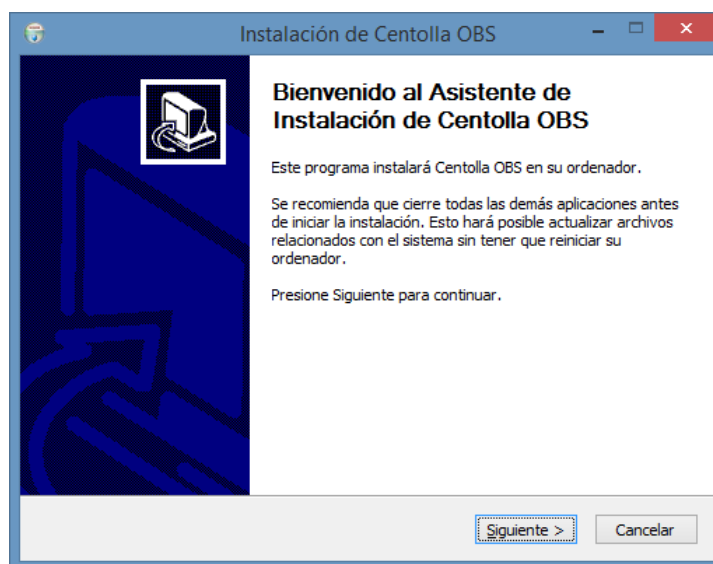 Instalación de Centolla OBS
Bienvenido al Asistente de
Instalación de Centolla OBS
Este programa instalará Centolla OBS en su ordenador.
Se recomienda que cierre todas las demás aplicaciones antes
de iniciar la instalación. Esto hará posible actualizar archivos
relacionados con el sistema sin tener que reiniciar su
ordenador.
Presione Siguiente para continuar.
Siguiente >
Cancelar